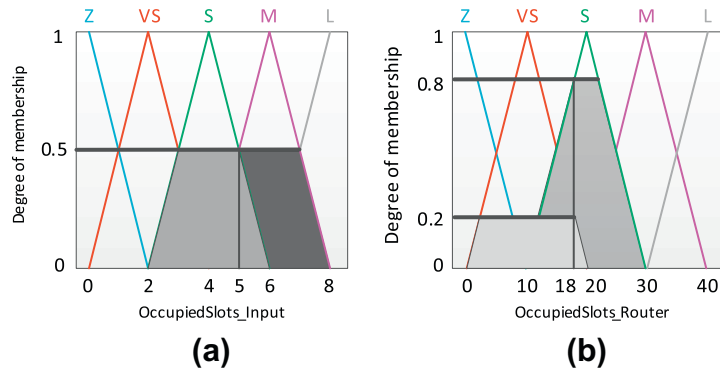 Z VS S M L
1
0.5
0
Degree of membership
0 2 4 5 6 8
OccupiedSlots_Input
(a)
Z VS S M L
1
0.8
0.2
0
Degree of membership
0 10 18 20 30 40
OccupiedSlots_Router
(b)